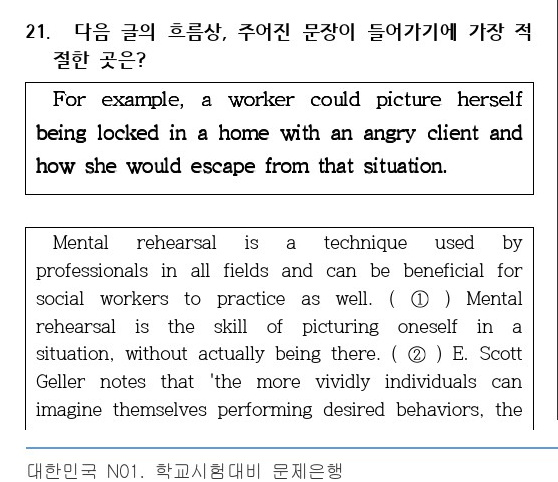 21. 다음 글의 흐름상, 주어진 문장이 들어가기에 가장 적
절한 곳은?
For example, a worker could picture herself
being locked in a home with an angry client and
how she would escape from that situation.
Mental rehearsal is a technique used by
professionals in all fields and can be beneficial for
social workers to practice as well. ( ① ) Mental
rehearsal is the skill of picturing oneself in a
situation, without actually being there. ( ② ) E. Scott
Geller notes that 'the more vividly individuals can
imagine themselves performing desired behaviors, the
대한민국 NO1. 학교시험대비 문제은행